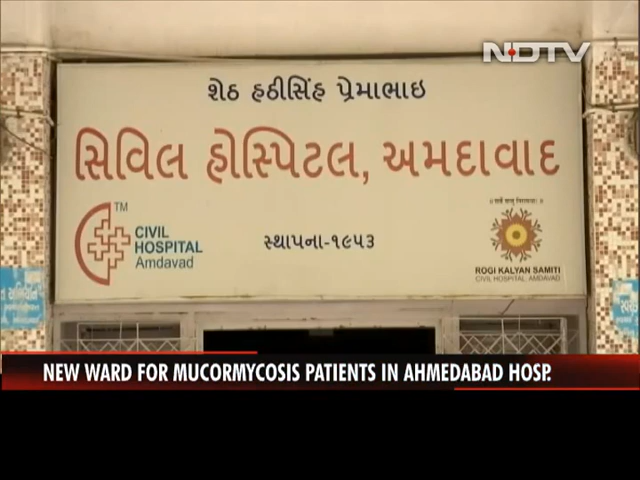 NDTV
શેઠ હઠીસિંહ પ્રેમાભાઇ
સિવિલ હોસ્પિટલ, અમદાવાદ
TM
CIVIL
HOSPITAL
Amdavad
સ્થાપના-૧૯૫૩
ROGI KALYAN SAMITI
CIVIL HOSPITAL, AMDAVAD
NEW WARD FOR MUCORMYCOSIS PATIENTS IN AHMEDABAD HOSP.